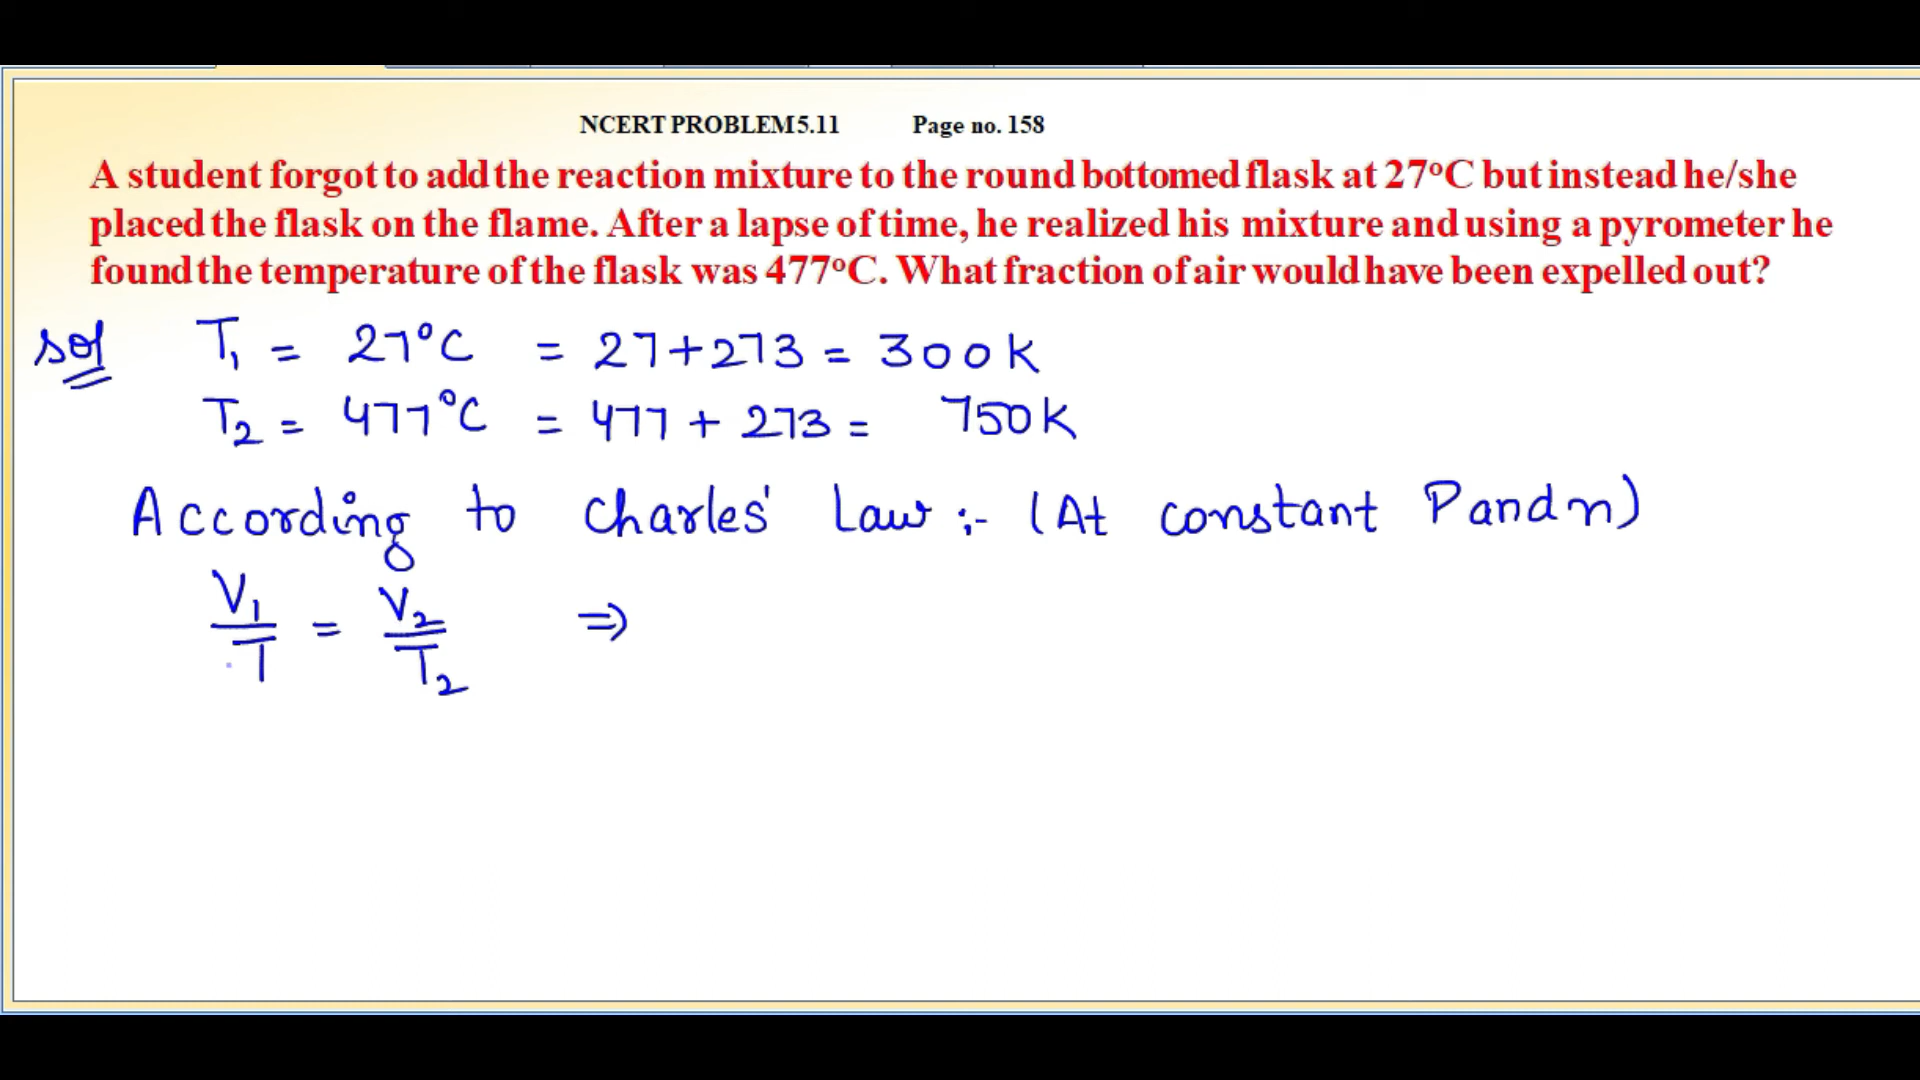 NCERT PROBLEM 5.11 Page no. 158
A student forgot to add the reaction mixture to the round bottomed flask at 27°C but instead he/she
placed the flask on the flame. After a lapse of time, he realized his mixture and using a pyrometer he
found the temperature of the flask was 477°C. What fraction of air would have been expelled out?
Sol T₁ = 27°C = 27+273 = 300K
T₂ = 477°C = 477 + 273 = 750K
According to Charles' Law :- (At constant P and n)
V₁/T = V₂/T₂ ⇒